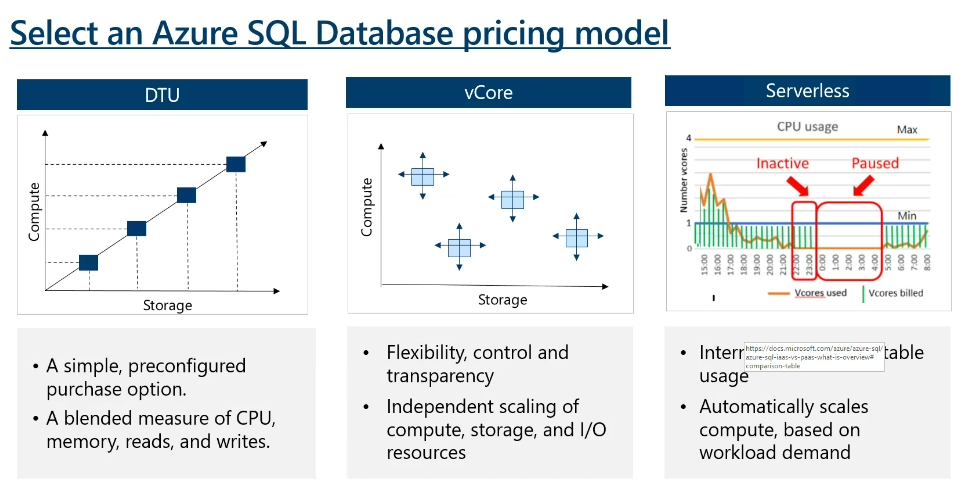 Select an Azure SQL Database pricing model
DTU
Compute
Storage
• A simple, preconfigured
purchase option.
• A blended measure of CPU,
memory, reads, and writes.
vCore
Compute
Storage
• Flexibility, control and
transparency
• Independent scaling of
compute, storage, and I/O
resources
Serverless
CPU usage
4
Max
Inactive
Paused
Number vcores
1
Min
0
15:00
16:00
17:00
18:00
19:00
20:00
21:00
22:00
23:00
0:00
1:00
2:00
3:00
4:00
5:00
6:00
7:00
8:00
Vcores used
Vcores billed
https://docs.microsoft.com/azure/azure-sql/
azure-sql-iaas-vs-paas-what-is-overview#
comparison-table
•
usage
• Automatically scales
compute, based on
workload demand